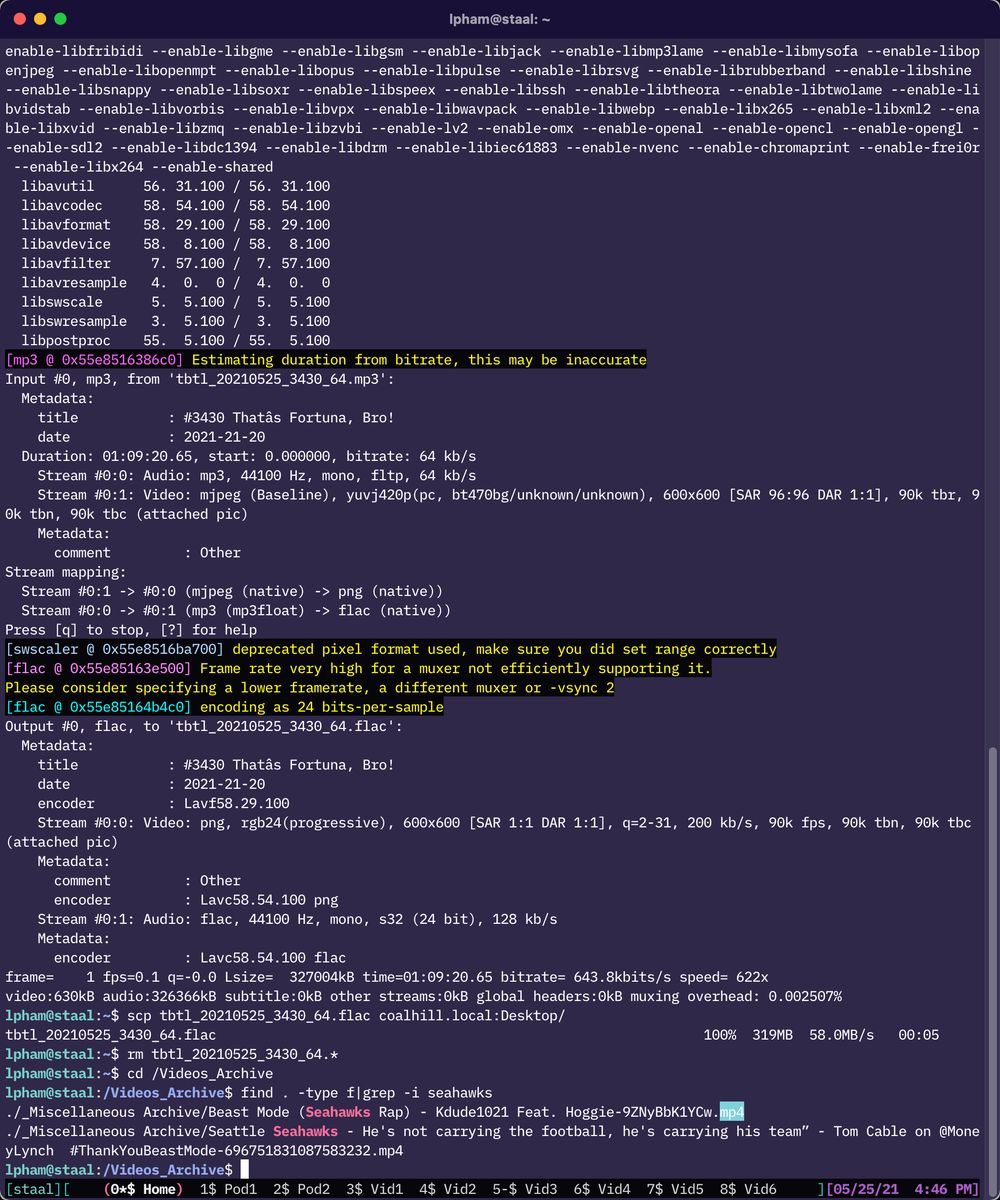 lpham@staal: ~
enable-libfribidi --enable-libgme --enable-libgsm --enable-libjack --enable-libmp3lame --enable-libmysofa --enable-libop
enjpeg --enable-libopenmpt --enable-libopus --enable-libpulse --enable-librsvg --enable-librubberband --enable-libshine
--enable-libsnappy --enable-libsoxr --enable-libspeex --enable-libssh --enable-libtheora --enable-libtwolame --enable-li
bvidstab --enable-libvorbis --enable-libvpx --enable-libwavpack --enable-libwebp --enable-libx265 --enable-libxml2 --ena
ble-libxvid --enable-libzmq --enable-libzvbi --enable-lv2 --enable-omx --enable-openal --enable-opencl --enable-opengl -
-enable-sdl2 --enable-libdc1394 --enable-libdrm --enable-libiec61883 --enable-nvenc --enable-chromaprint --enable-frei0r
 --enable-libx264 --enable-shared
  libavutil      56. 31.100 / 56. 31.100
  libavcodec     58. 54.100 / 58. 54.100
  libavformat    58. 29.100 / 58. 29.100
  libavdevice    58.  8.100 / 58.  8.100
  libavfilter     7. 57.100 /  7. 57.100
  libavresample   4.  0.  0 /  4.  0.  0
  libswscale      5.  5.100 /  5.  5.100
  libswresample   3.  5.100 /  3.  5.100
  libpostproc    55.  5.100 / 55.  5.100
[mp3 @ 0x55e8516386c0] Estimating duration from bitrate, this may be inaccurate
Input #0, mp3, from 'tbtl_20210525_3430_64.mp3':
  Metadata:
    title           : #3430 Thatâs Fortuna, Bro!
    date            : 2021-21-20
  Duration: 01:09:20.65, start: 0.000000, bitrate: 64 kb/s
    Stream #0:0: Audio: mp3, 44100 Hz, mono, fltp, 64 kb/s
    Stream #0:1: Video: mjpeg (Baseline), yuvj420p(pc, bt470bg/unknown/unknown), 600x600 [SAR 96:96 DAR 1:1], 90k tbr, 9
0k tbn, 90k tbc (attached pic)
    Metadata:
      comment         : Other
Stream mapping:
  Stream #0:1 -> #0:0 (mjpeg (native) -> png (native))
  Stream #0:0 -> #0:1 (mp3 (mp3float) -> flac (native))
Press [q] to stop, [?] for help
[swscaler @ 0x55e8516ba700] deprecated pixel format used, make sure you did set range correctly
[flac @ 0x55e85163e500] Frame rate very high for a muxer not efficiently supporting it.
Please consider specifying a lower framerate, a different muxer or -vsync 2
[flac @ 0x55e85164b4c0] encoding as 24 bits-per-sample
Output #0, flac, to 'tbtl_20210525_3430_64.flac':
  Metadata:
    title           : #3430 Thatâs Fortuna, Bro!
    date            : 2021-21-20
    encoder         : Lavf58.29.100
    Stream #0:0: Video: png, rgb24(progressive), 600x600 [SAR 1:1 DAR 1:1], q=2-31, 200 kb/s, 90k fps, 90k tbn, 90k tbc
(attached pic)
    Metadata:
      comment         : Other
      encoder         : Lavc58.54.100 png
    Stream #0:1: Audio: flac, 44100 Hz, mono, s32 (24 bit), 128 kb/s
    Metadata:
      encoder         : Lavc58.54.100 flac
frame=    1 fps=0.1 q=-0.0 Lsize=  327004kB time=01:09:20.65 bitrate= 643.8kbits/s speed= 622x
video:630kB audio:326366kB subtitle:0kB other streams:0kB global headers:0kB muxing overhead: 0.002507%
lpham@staal:~$ scp tbtl_20210525_3430_64.flac coalhill.local:Desktop/
tbtl_20210525_3430_64.flac                                                            100%  319MB  58.0MB/s   00:05
lpham@staal:~$ rm tbtl_20210525_3430_64.*
lpham@staal:~$ cd /Videos_Archive
lpham@staal:/Videos_Archive$ find . -type f|grep -i seahawks
./_Miscellaneous Archive/Beast Mode (Seahawks Rap) - Kdude1021 Feat. Hoggie-9ZNyBbK1YCw.mp4
./_Miscellaneous Archive/Seattle Seahawks - He's not carrying the football, he's carrying his team” - Tom Cable on @Mone
yLynch  #ThankYouBeastMode-696751831087583232.mp4
lpham@staal:/Videos_Archive$
[staal][    (0*$ Home)  1$ Pod1  2$ Pod2  3$ Vid1  4$ Vid2  5-$ Vid3  6$ Vid4  7$ Vid5  8$ Vid6     ][05/25/21  4:46 PM]